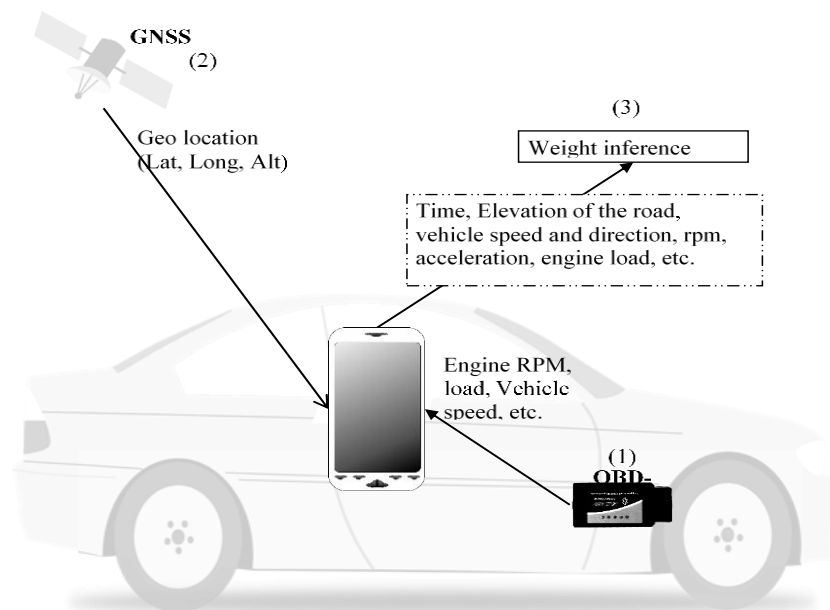 GNSS
(2)
Geo location
(Lat, Long, Alt)
(3)
Weight inference
Time, Elevation of the road,
vehicle speed and direction, rpm,
acceleration, engine load, etc.
Engine RPM,
load, Vehicle
speed, etc.
(1)
OBD-